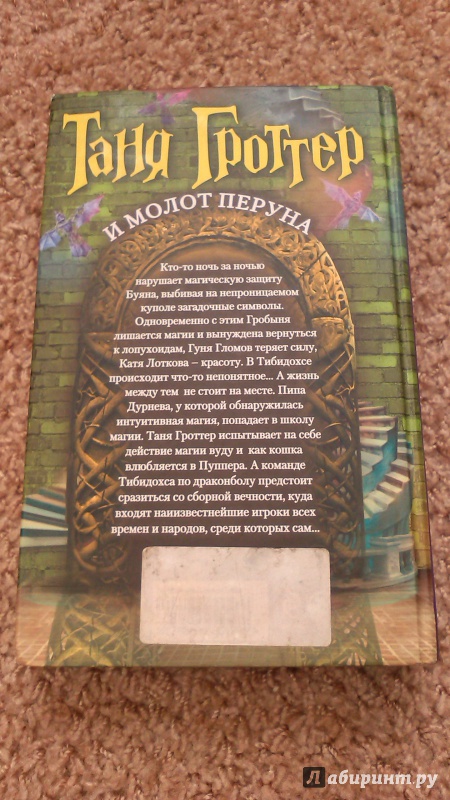 Таня Гроттер
и молот Перуна
Кто-то ночь за ночью
нарушает магическую защиту
Буяна, выбивая на непроницаемом
куполе загадочные символы.
Одновременно с этим Гробыня
лишается магии и вынуждена вернуться
к лопухоидам, Гуня Гломов теряет силу,
Катя Лоткова – красоту. В Тибидохсе
происходит что-то непонятное... А жизнь
между тем не стоит на месте. Пипа
Дурнева, у которой обнаружилась
интуитивная магия, попадает в школу
магии. Таня Гроттер испытывает на себе
действие магии вуду и как кошка
влюбляется в Пуппера. А команде
Тибидохса по драконболу предстоит
сразиться со сборной вечности, куда
входят наиизвестнейшие игроки всех
времен и народов, среди которых сам...
Лабиринт.ру